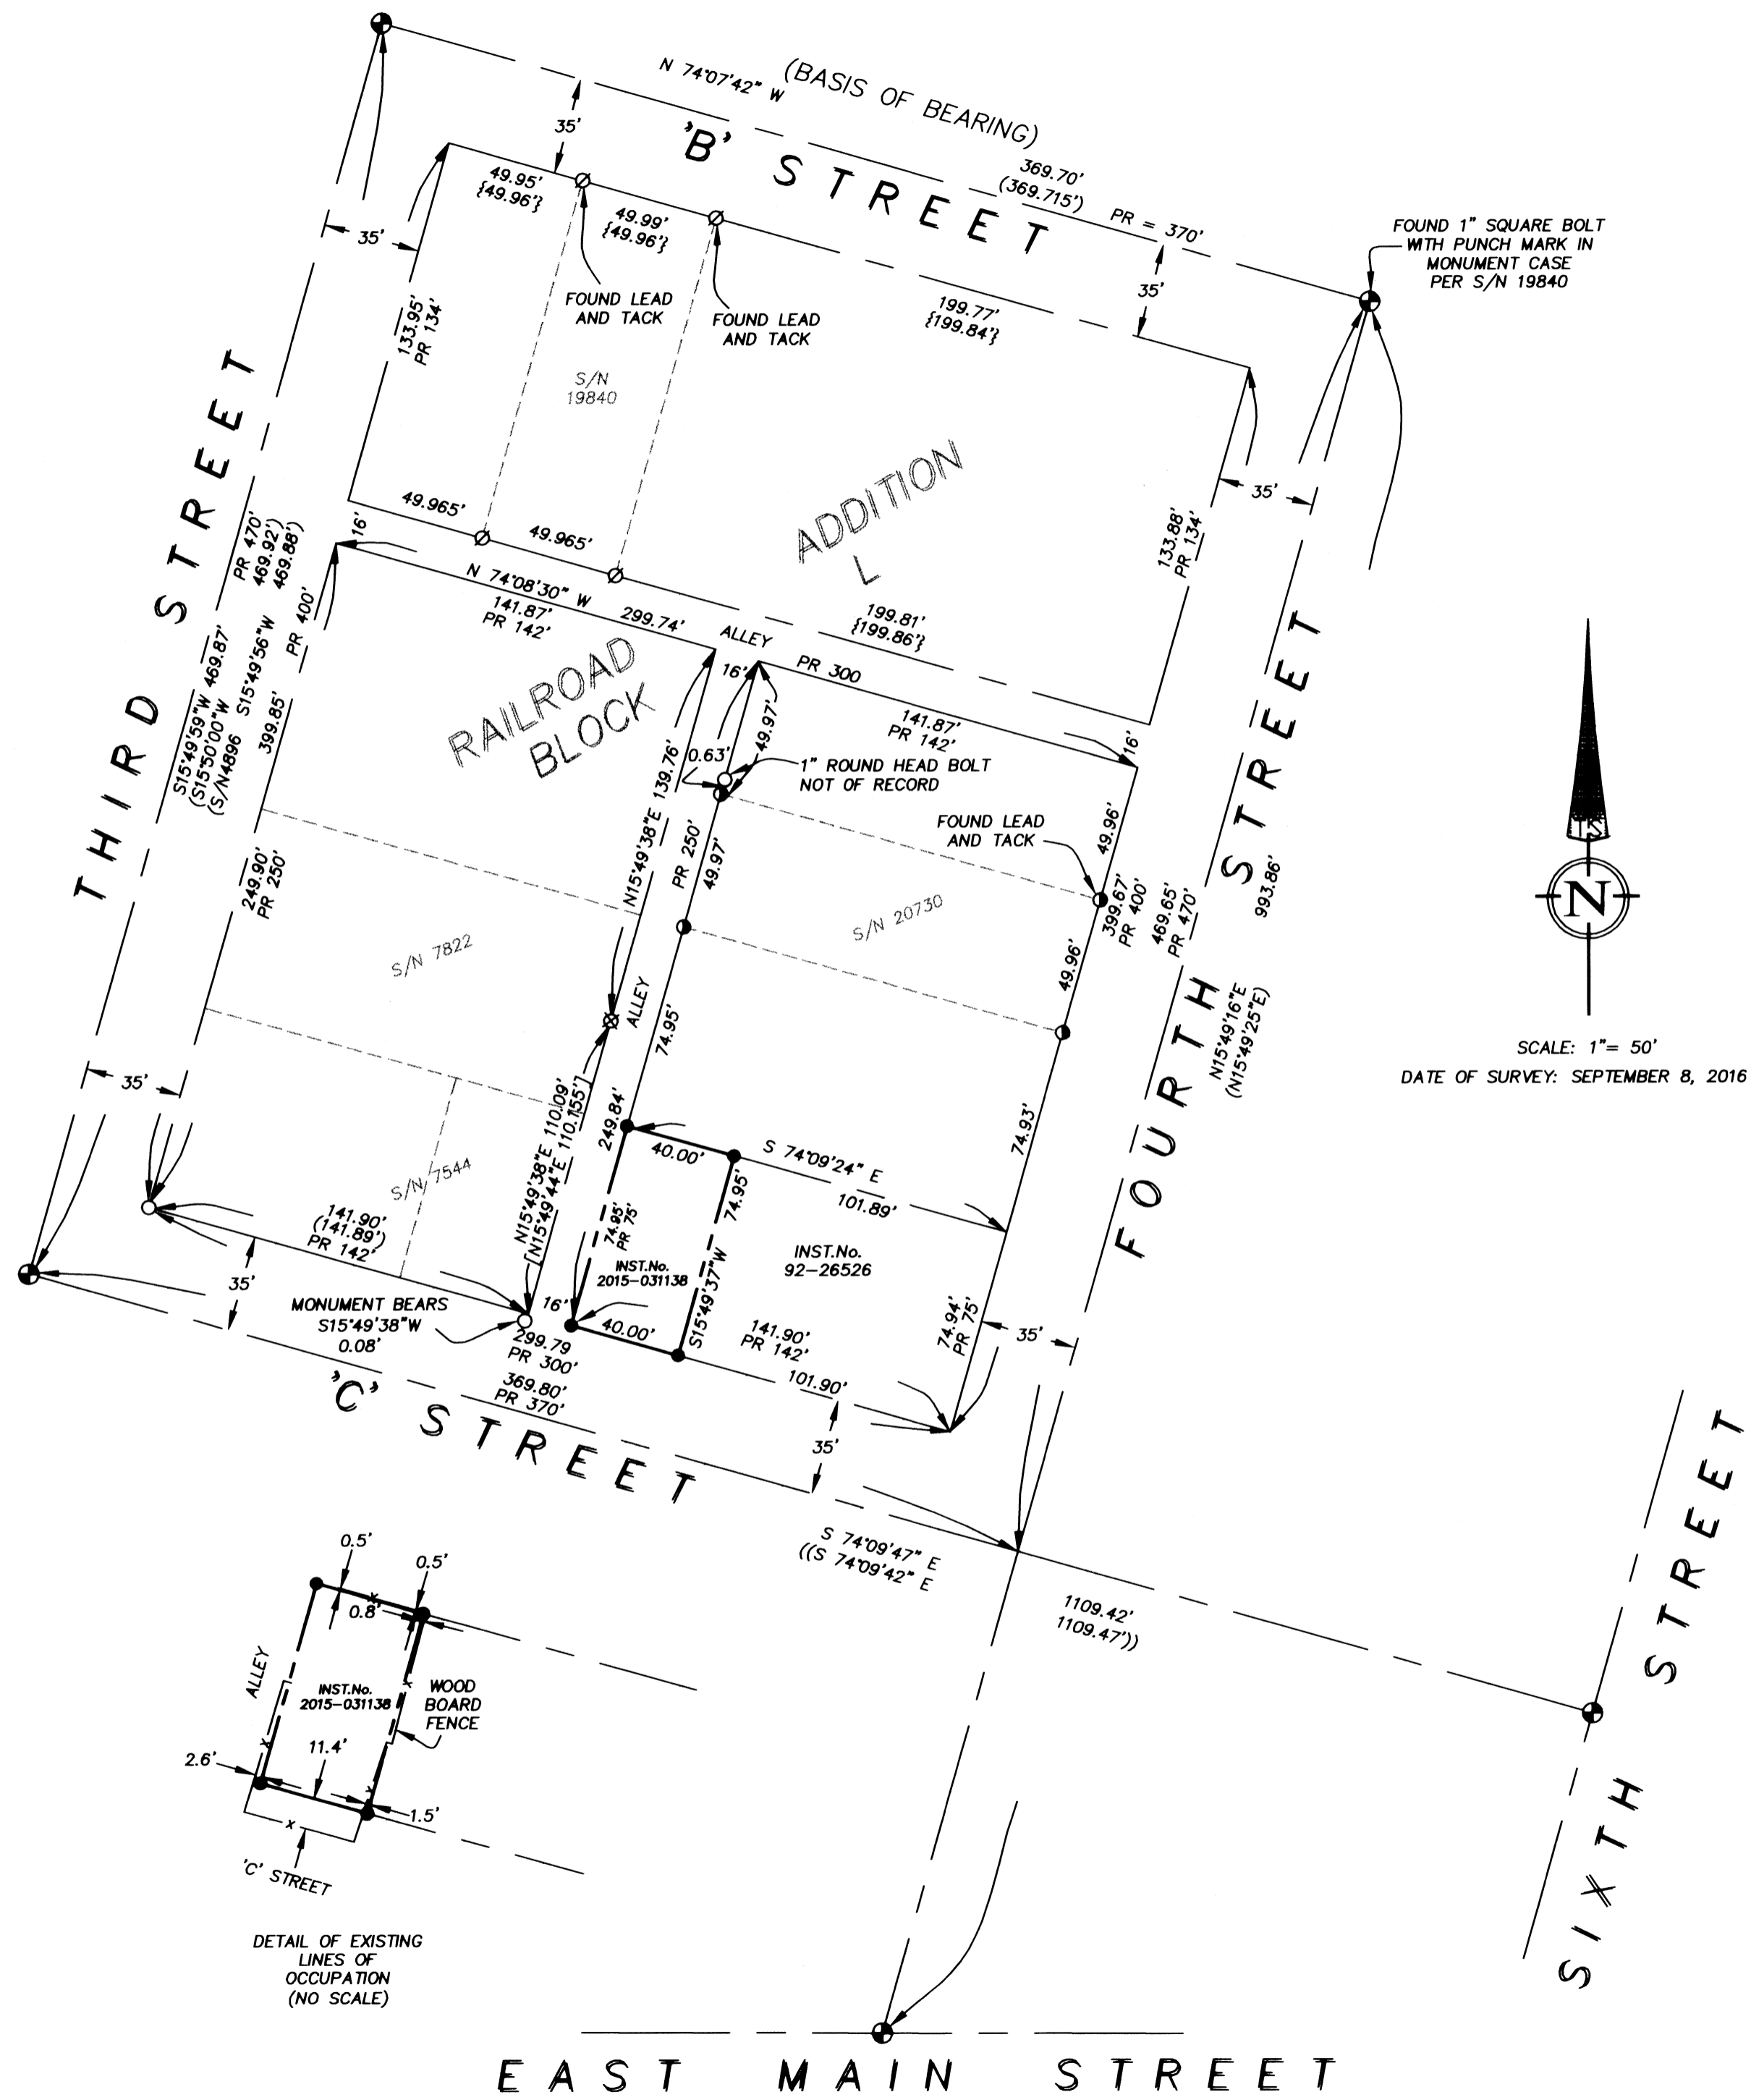 N 74°07'42" W
(BASIS OF BEARING)
'B' STREET
369.70'
(369.715')
PR = 370'
35'
49.95'
{49.96'}
49.99'
{49.96'}
FOUND 1" SQUARE BOLT
WITH PUNCH MARK IN
MONUMENT CASE
PER S/N 19840
35'
35'
133.95'
PR 134'
FOUND LEAD
AND TACK
FOUND LEAD
AND TACK
199.77'
{199.84'}
S/N
19840
ADDITION
L
35'
133.88'
PR 134'
49.965'
49.965'
16'
N 74°08'30" W
141.87'
PR 142'
299.74'
ALLEY
199.81'
{199.86'}
PR 300
16'
141.87'
PR 142'
16'
THIRD STREET
PR 470'
469.92')
469.88')
S15°49'59"W 469.87'
(S15°50'00"W
(S/N4896 S15°49'56"W
PR 400'
399.85'
RAILROAD
BLOCK
N15°49'38"E 139.76'
0.63'
49.97'
1" ROUND HEAD BOLT
NOT OF RECORD
PR 250'
49.97'
FOUND LEAD
AND TACK
49.96'
399.67'
PR 400'
469.65'
PR 470'
FOURTH STREET
993.86'
N15°49'16"E
(N15°49'25"E)
N
SCALE: 1"= 50'
DATE OF SURVEY: SEPTEMBER 8, 2016
249.90'
PR 250'
S/N 7822
S/N 20730
49.96'
ALLEY
74.95'
35'
S/N 7544
N15°49'38"E 110.09'
[N15°49'44"E 110.155']
249.84'
40.00'
S 74°09'24" E
101.89'
74.93'
141.90'
(141.89')
PR 142'
74.95'
PR 75'
74.95'
INST.No.
2015-031138
S15°49'37"W
INST.No.
92-26526
35'
MONUMENT BEARS
S15°49'38"W
0.08'
16'
40.00'
141.90'
PR 142'
101.90'
74.94'
PR 75'
35'
299.79
PR 300'
369.80'
PR 370'
'C' STREET
35'
S 74°09'47" E
((S 74°09'42" E
1109.42'
1109.47'))
SIXTH STREET
0.5'
0.5'
0.8'
ALLEY
INST.No.
2015-031138
WOOD
BOARD
FENCE
2.6'
11.4'
1.5'
'C' STREET
DETAIL OF EXISTING
LINES OF
OCCUPATION
(NO SCALE)
EAST MAIN STREET